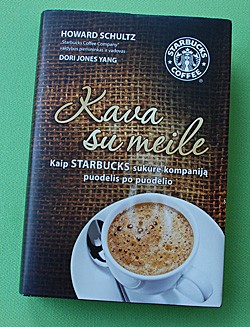 HOWARD SCHULTZ
„Starbucks Coffee Company”
valdybos pirmininkas ir vadovas
DORI JONES YANG
STARBUCKS
COFFEE
Kava
su meile
Kaip STARBUCKS sukūrė kompaniją
puodelis po puodelio